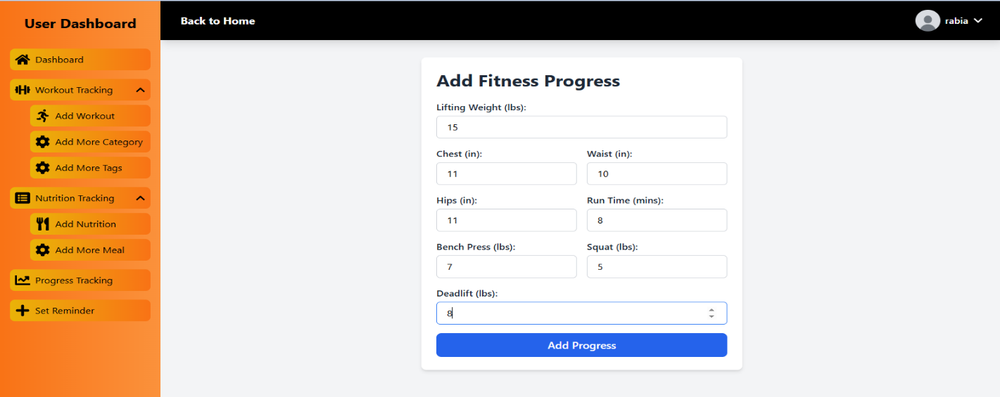 User Dashboard
Back to Home
rabia
Dashboard
Workout Tracking
Add Workout
Add More Category
Add More Tags
Nutrition Tracking
Add Nutrition
Add More Meal
Progress Tracking
Set Reminder
Add Fitness Progress
Lifting Weight (lbs):
15
Chest (in): Waist (in):
11 10
Hips (in): Run Time (mins):
11 8
Bench Press (lbs): Squat (lbs):
7 5
Deadlift (lbs):
8
Add Progress